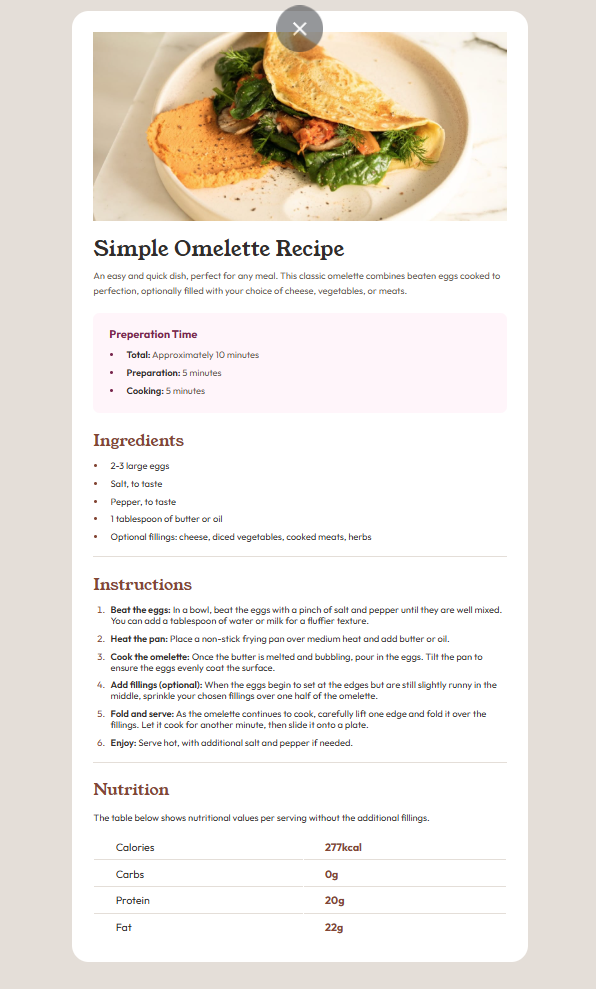 Simple Omelette Recipe
An easy and quick dish, perfect for any meal. This classic omelette combines beaten eggs cooked to
perfection, optionally filled with your choice of cheese, vegetables, or meats.
Preperation Time
• Total: Approximately 10 minutes
• Preparation: 5 minutes
• Cooking: 5 minutes
Ingredients
• 2-3 large eggs
• Salt, to taste
• Pepper, to taste
• 1 tablespoon of butter or oil
• Optional fillings: cheese, diced vegetables, cooked meats, herbs
Instructions
1. Beat the eggs: In a bowl, beat the eggs with a pinch of salt and pepper until they are well mixed.
You can add a tablespoon of water or milk for a fluffier texture.
2. Heat the pan: Place a non-stick frying pan over medium heat and add butter or oil.
3. Cook the omelette: Once the butter is melted and bubbling, pour in the eggs. Tilt the pan to
ensure the eggs evenly coat the surface.
4. Add fillings (optional): When the eggs begin to set at the edges but are still slightly runny in the
middle, sprinkle your chosen fillings over one half of the omelette.
5. Fold and serve: As the omelette continues to cook, carefully lift one edge and fold it over the
fillings. Let it cook for another minute, then slide it onto a plate.
6. Enjoy: Serve hot, with additional salt and pepper if needed.
Nutrition
The table below shows nutritional values per serving without the additional fillings.
Calories 277kcal
Carbs 0g
Protein 20g
Fat 22g